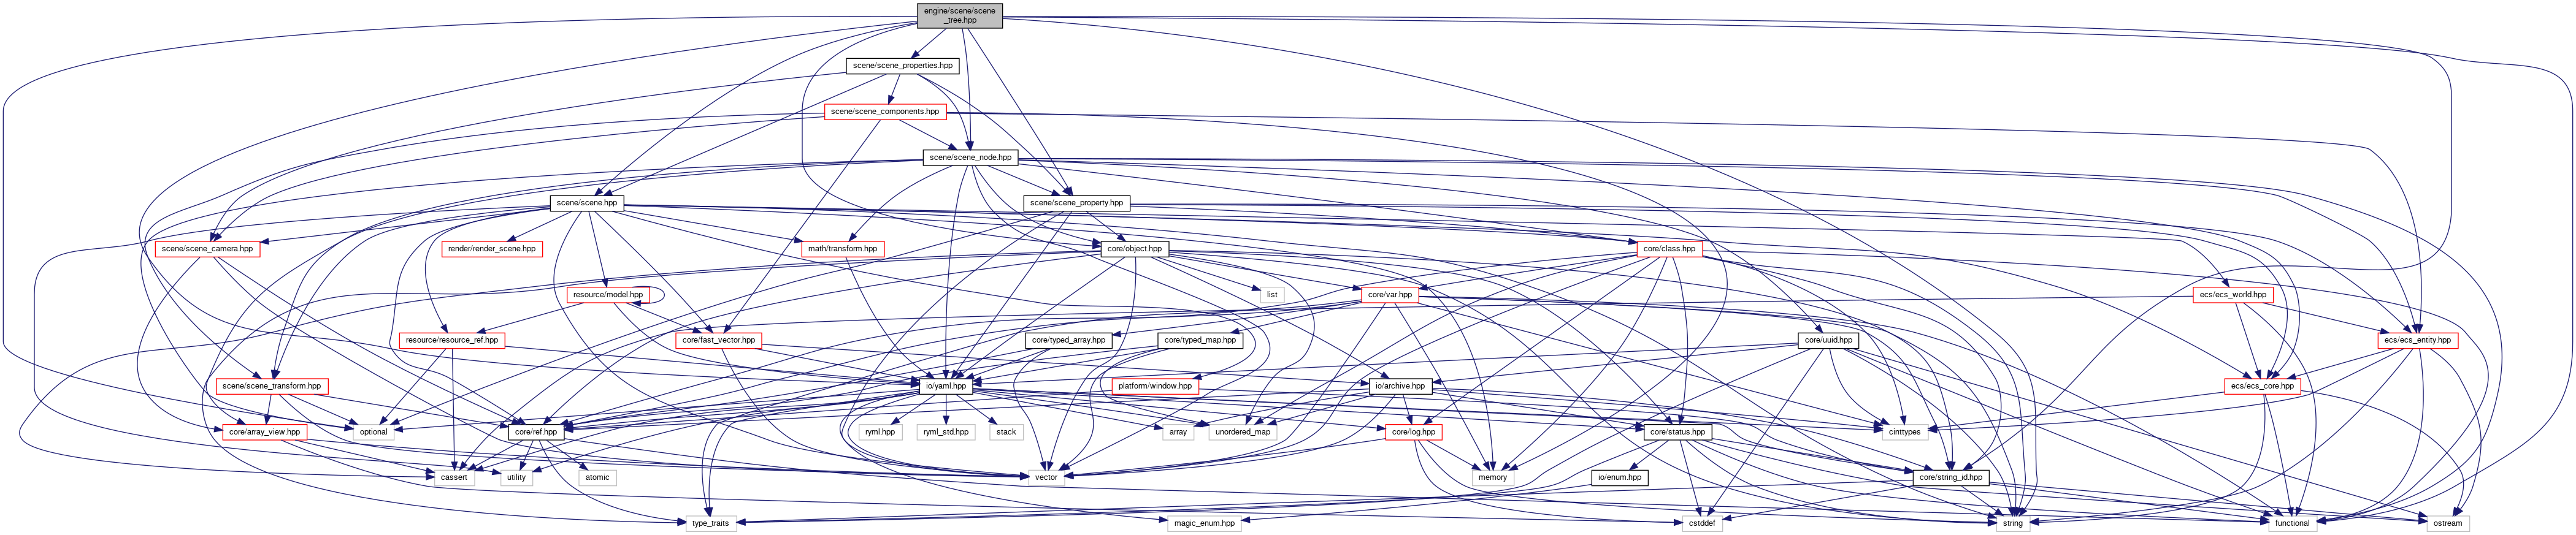 engine/scene/scene
_tree.hpp
scene/scene_properties.hpp
scene/scene_components.hpp
scene/scene_node.hpp
scene/scene.hpp
scene/scene_property.hpp
scene/scene_camera.hpp
render/render_scene.hpp
math/transform.hpp
core/object.hpp
core/class.hpp
resource/model.hpp
list
core/var.hpp
ecs/ecs_world.hpp
resource/resource_ref.hpp
core/fast_vector.hpp
core/typed_array.hpp
core/typed_map.hpp
core/uuid.hpp
ecs/ecs_entity.hpp
scene/scene_transform.hpp
io/yaml.hpp
platform/window.hpp
io/archive.hpp
ecs/ecs_core.hpp
core/array_view.hpp
optional
core/ref.hpp
ryml.hpp
ryml_std.hpp
stack
array
unordered_map
core/log.hpp
core/status.hpp
cinttypes
cassert
utility
atomic
vector
memory
io/enum.hpp
core/string_id.hpp
type_traits
magic_enum.hpp
cstddef
string
functional
ostream